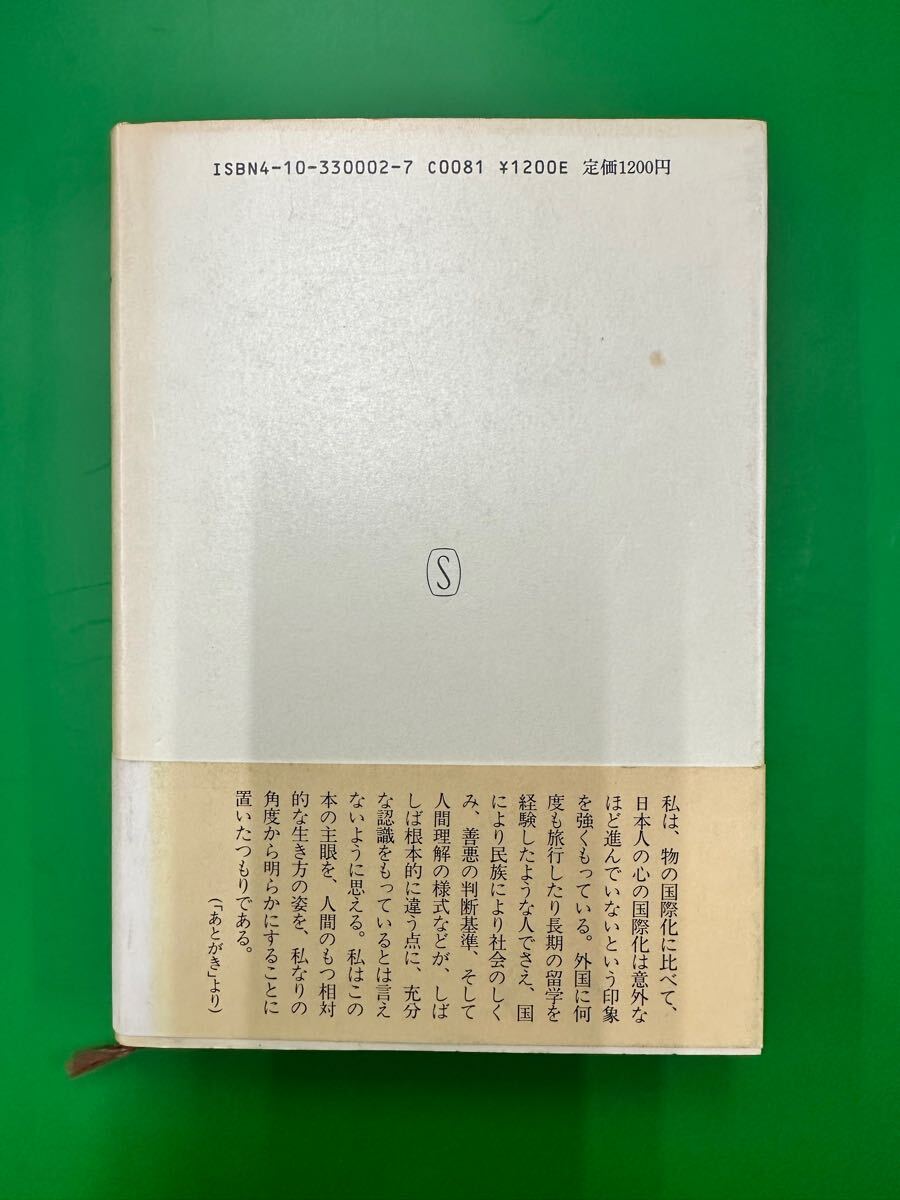 ISBN4-10-330002-7 C0081 ¥1200E 定価1200円
S
私は、物の国際化に比べて、
日本人の心の国際化は意外な
ほど進んでいないという印象
を強くもっている。外国に何
度も旅行したり長期の留学を
経験したような人でさえ、国
により民族により社会のしく
み、善悪の判断基準、そして
人間理解の様式などが、しば
しば根本的に違う点に、充分
な認識をもっているとは言え
ないように思える。私はこの
本の主眼を、人間のもつ相対
的な生き方の姿を、私なりの
角度から明らかにすることに
置いたつもりである。
(「あとがき」より)